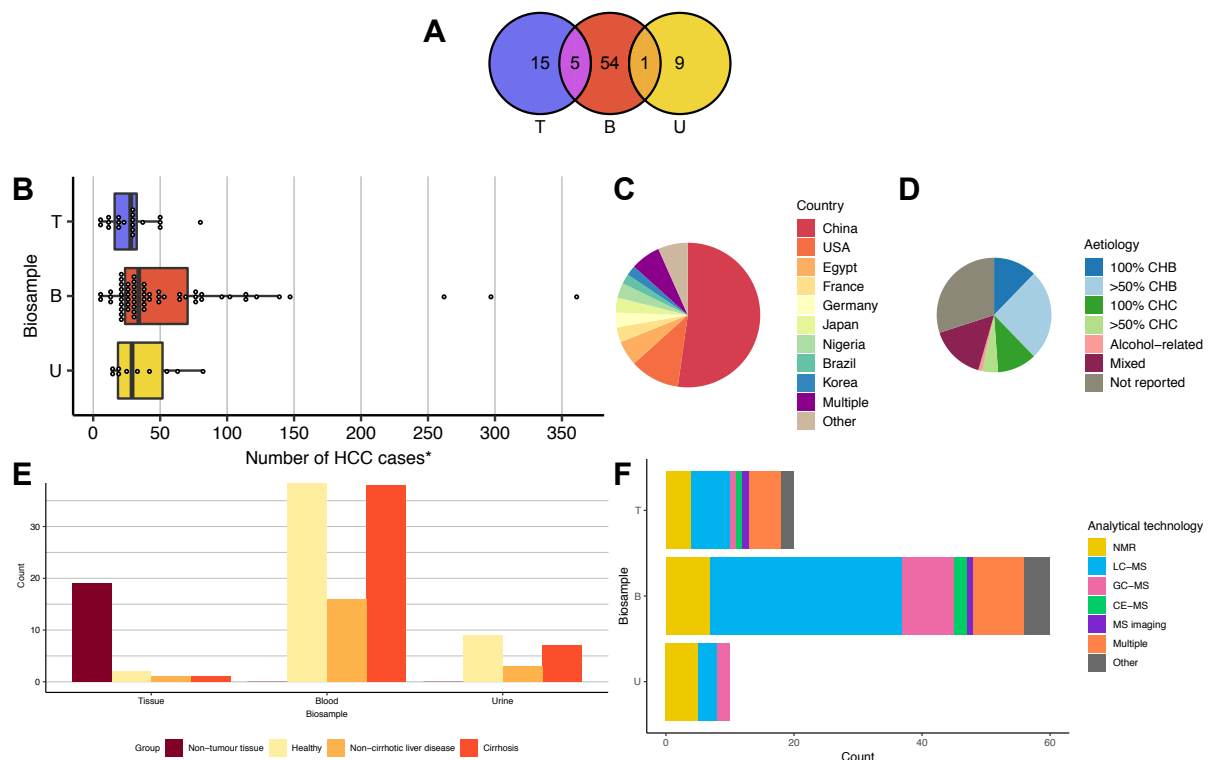 A
15 5 54 1 9
T B U
B
Biosample
T
B
U
0 50 100 150 200 250 300 350
Number of HCC cases*
C
Country
China
USA
Egypt
France
Germany
Japan
Nigeria
Brazil
Korea
Multiple
Other
D
Aetiology
100% CHB
>50% CHB
100% CHC
>50% CHC
Alcohol-related
Mixed
Not reported
E
Count
30
20
10
0
Tissue Blood Urine
Biosample
Group Non-tumour tissue Healthy Non-cirrhotic liver disease Cirrhosis
F
Biosample
T
B
U
0 20 40 60
Count
Analytical technology
NMR
LC-MS
GC-MS
CE-MS
MS imaging
Multiple
Other